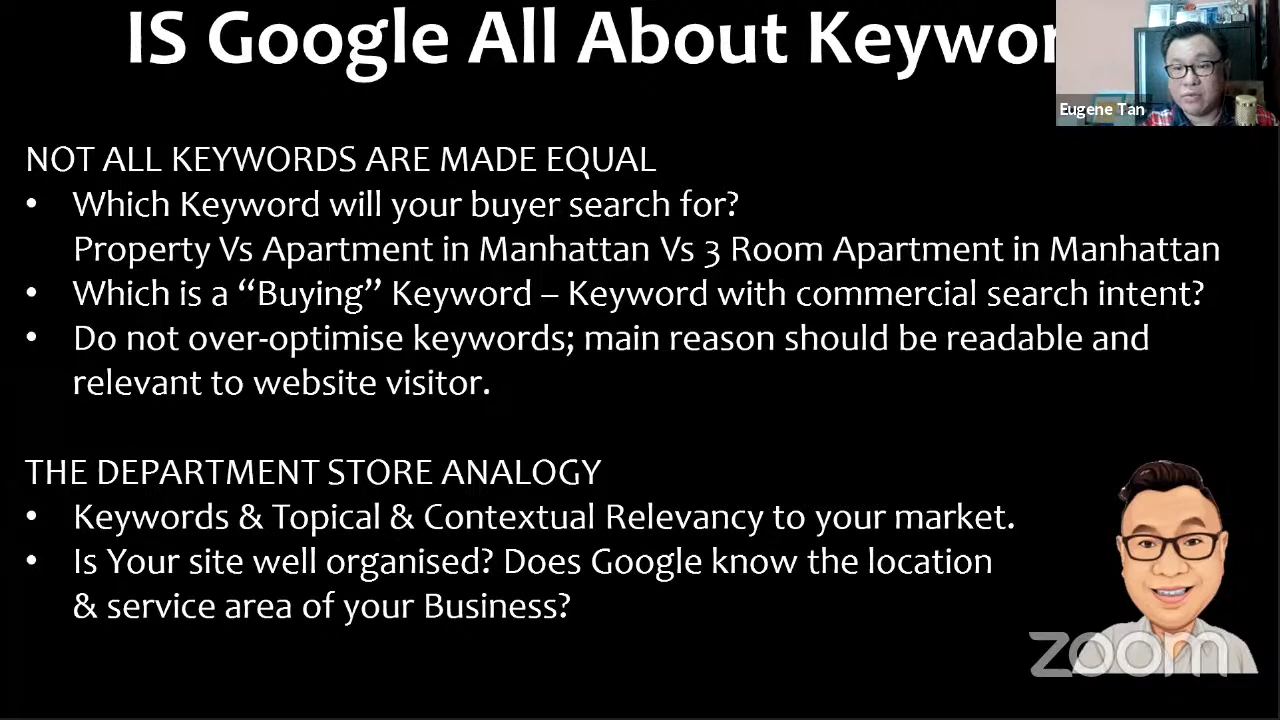 IS Google All About Keywor
Eugene Tan
NOT ALL KEYWORDS ARE MADE EQUAL
• Which Keyword will your buyer search for?
Property Vs Apartment in Manhattan Vs 3 Room Apartment in Manhattan
• Which is a “Buying” Keyword – Keyword with commercial search intent?
• Do not over-optimise keywords; main reason should be readable and
relevant to website visitor.
THE DEPARTMENT STORE ANALOGY
• Keywords & Topical & Contextual Relevancy to your market.
• Is Your site well organised? Does Google know the location
& service area of your Business?
zoom